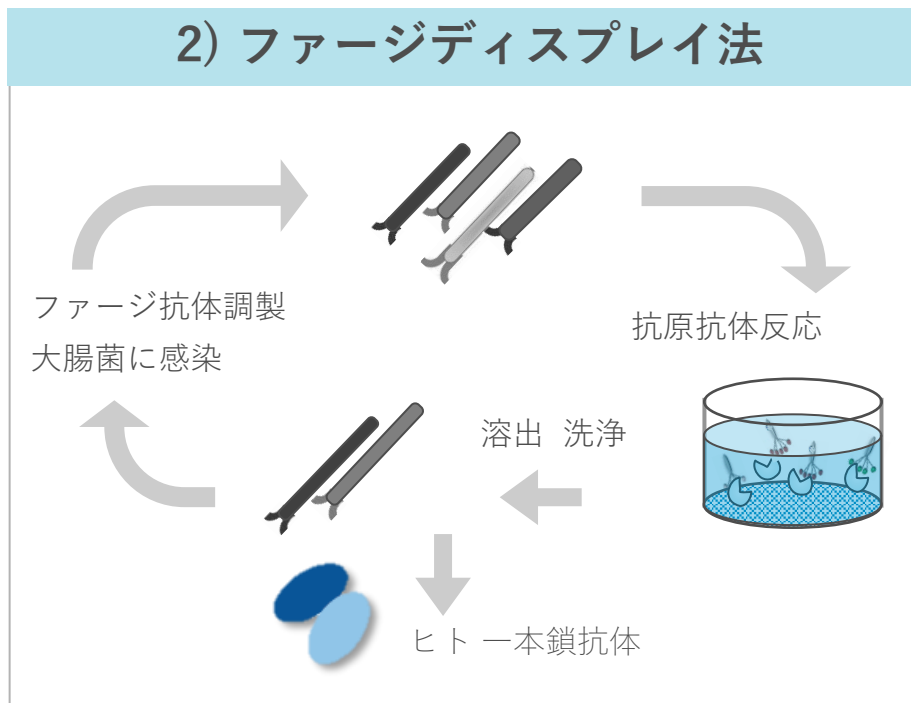 2) ファージディスプレイ法
ファージ抗体調製
大腸菌に感染
抗原抗体反応
溶出 洗浄
ヒト 一本鎖抗体